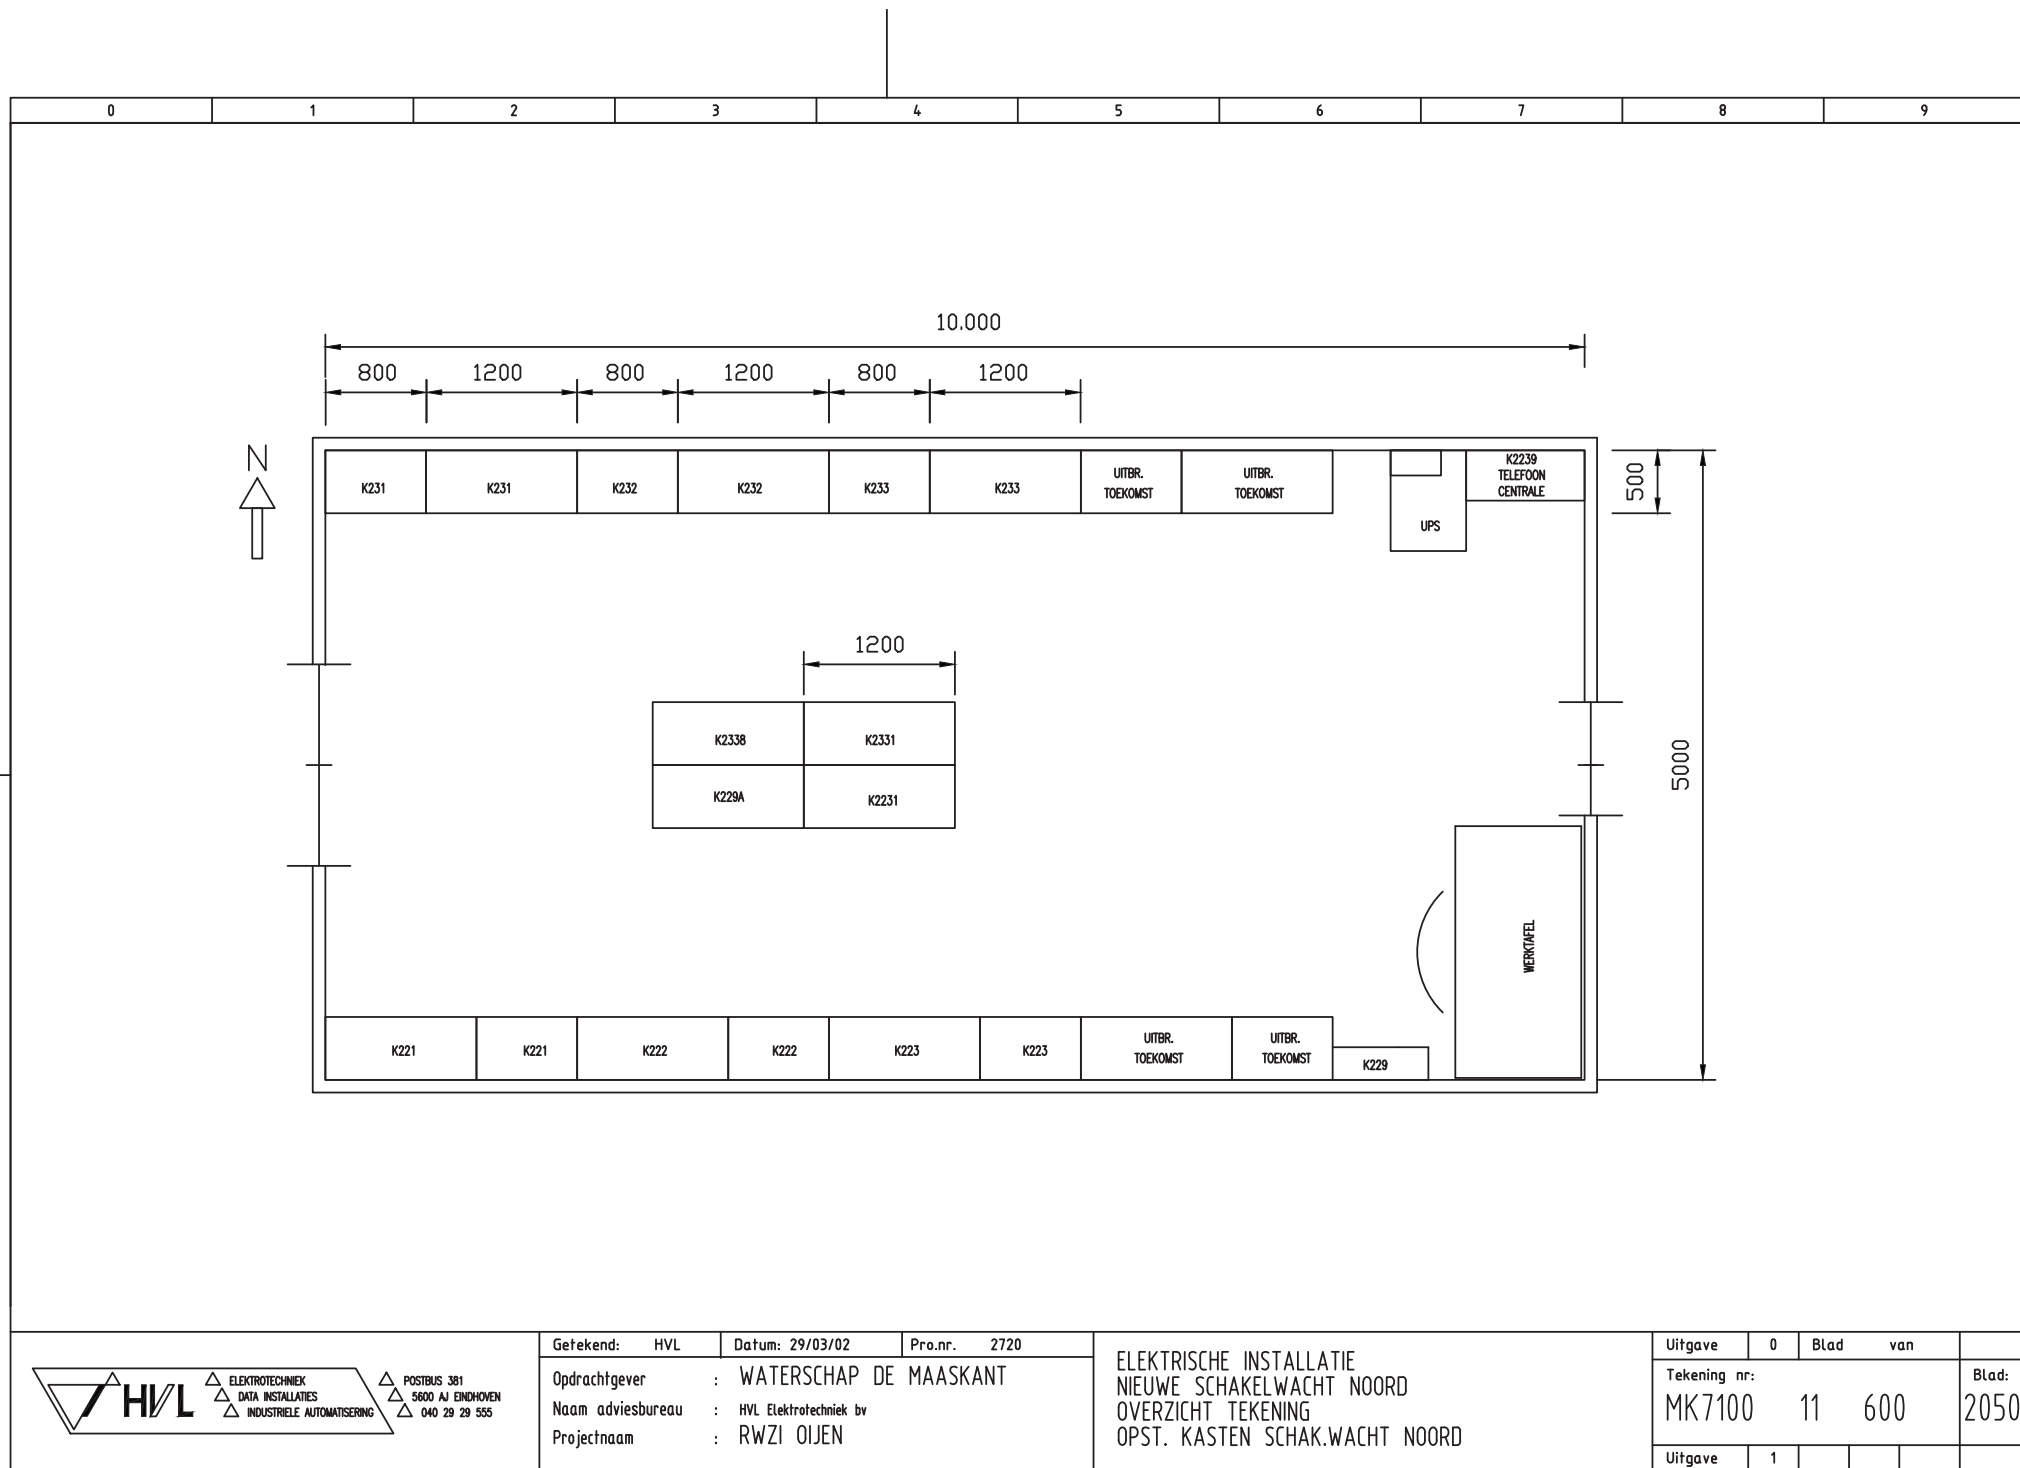 0 1 2 3 4 5 6 7 8 9
10.000
800 1200 800 1200 800 1200
N
K231 K231 K232 K232 K233 K233
UITBR.
TOEKOMST
UITBR.
TOEKOMST
UPS
K2239
TELEFOON
CENTRALE
500
1200
K2338 K2331
K229A K2231
5000
WERKTAFEL
K221 K221 K222 K222 K223 K223
UITBR.
TOEKOMST
UITBR.
TOEKOMST
K229
HVL
ELEKTROTECHNIEK
DATA INSTALLATIES
INDUSTRIELE AUTOMATISERING
POSTBUS 381
5600 AJ EINDHOVEN
040 29 29 555
Getekend: HVL Datum: 29/03/02 Pro.nr. 2720
Opdrachtgever : WATERSCHAP DE MAASKANT
Naam adviesbureau : HVL Elektrotechniek bv
Projectnaam : RWZI OIJEN
ELEKTRISCHE INSTALLATIE
NIEUWE SCHAKELWACHT NOORD
OVERZICHT TEKENING
OPST. KASTEN SCHAK.WACHT NOORD
Uitgave 0 Blad van
Tekening nr: Blad:
MK7100 11 600 2050
Uitgave 1